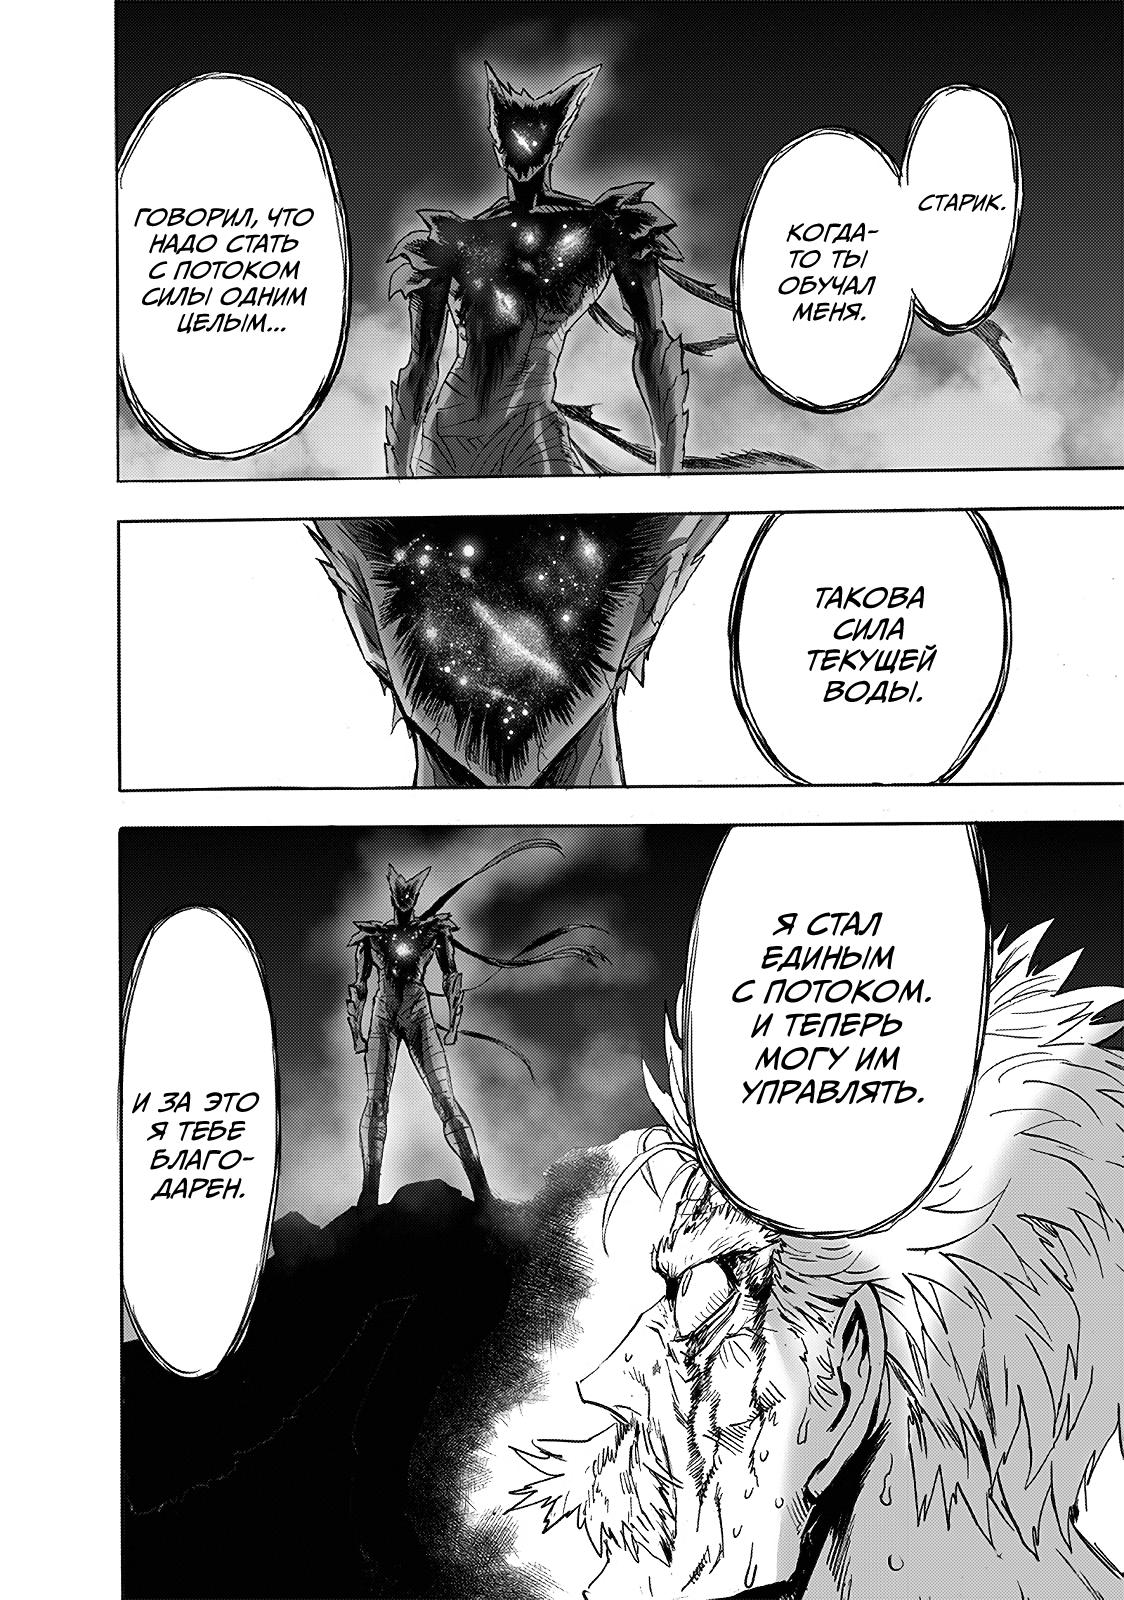 СТАРИК.
КОГДА-
ТО ТЫ
ОБУЧАЛ
МЕНЯ.
ГОВОРИЛ, ЧТО
НАДО СТАТЬ
С ПОТОКОМ
СИЛЫ ОДНИМ
ЦЕЛЫМ...
ТАКОВА
СИЛА
ТЕКУЩЕЙ
ВОДЫ.
Я СТАЛ
ЕДИНЫМ
С ПОТОКОМ.
И ТЕПЕРЬ
МОГУ ИМ
УПРАВЛЯТЬ.
И ЗА ЭТО
Я ТЕБЕ
БЛАГО-
ДАРЕН.